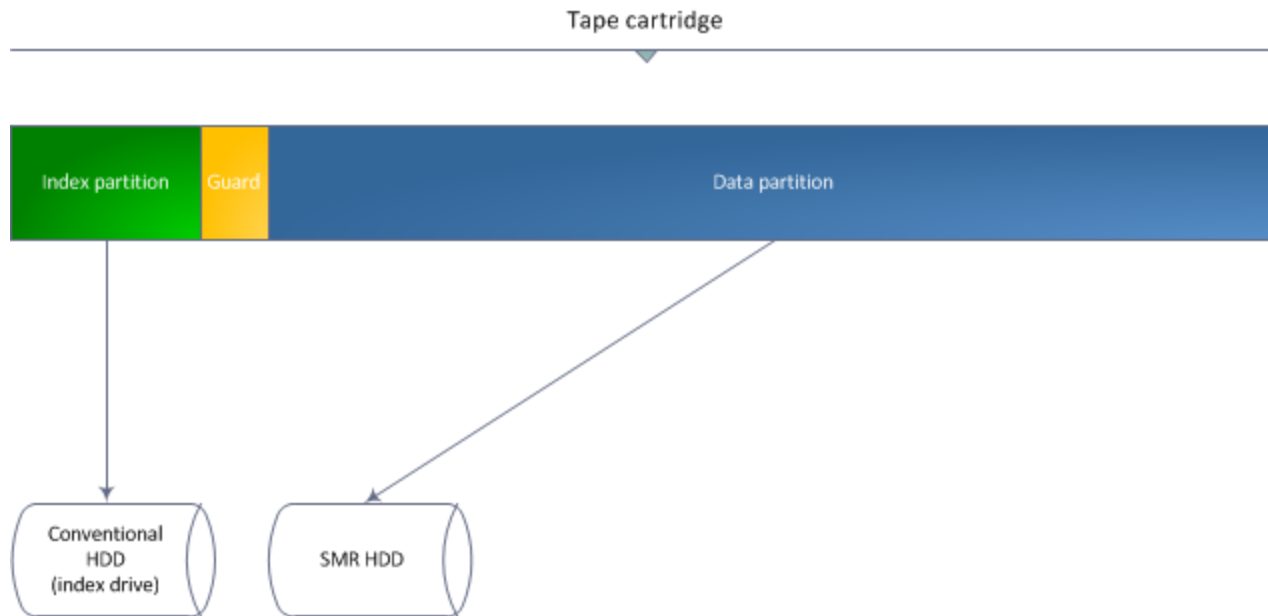 Tape cartridge
Index partition
Guard
Data partition
Conventional
HDD
(index drive)
SMR HDD